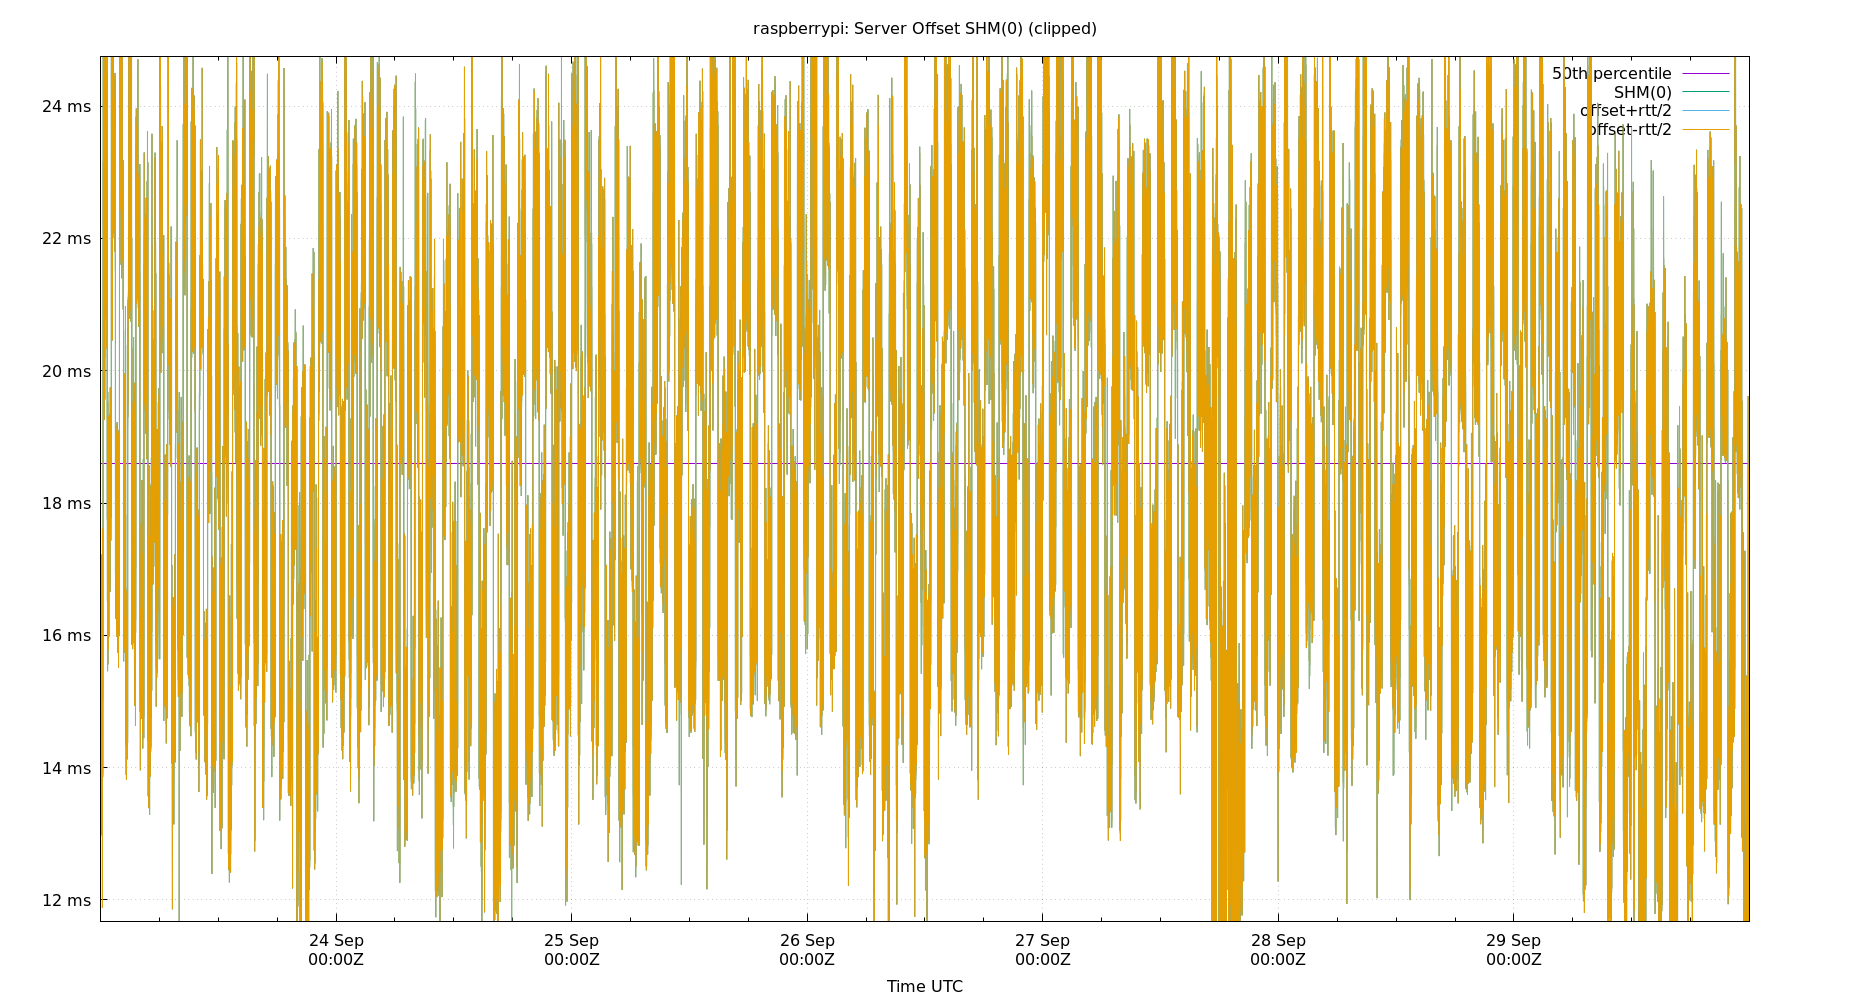 raspberrypi: Server Offset SHM(0) (clipped)
50th percentile
SHM(0)
offset+rtt/2
offset-rtt/2
24 ms
22 ms
20 ms
18 ms
16 ms
14 ms
12 ms
24 Sep
00:00Z
25 Sep
00:00Z
26 Sep
00:00Z
27 Sep
00:00Z
28 Sep
00:00Z
29 Sep
00:00Z
Time UTC